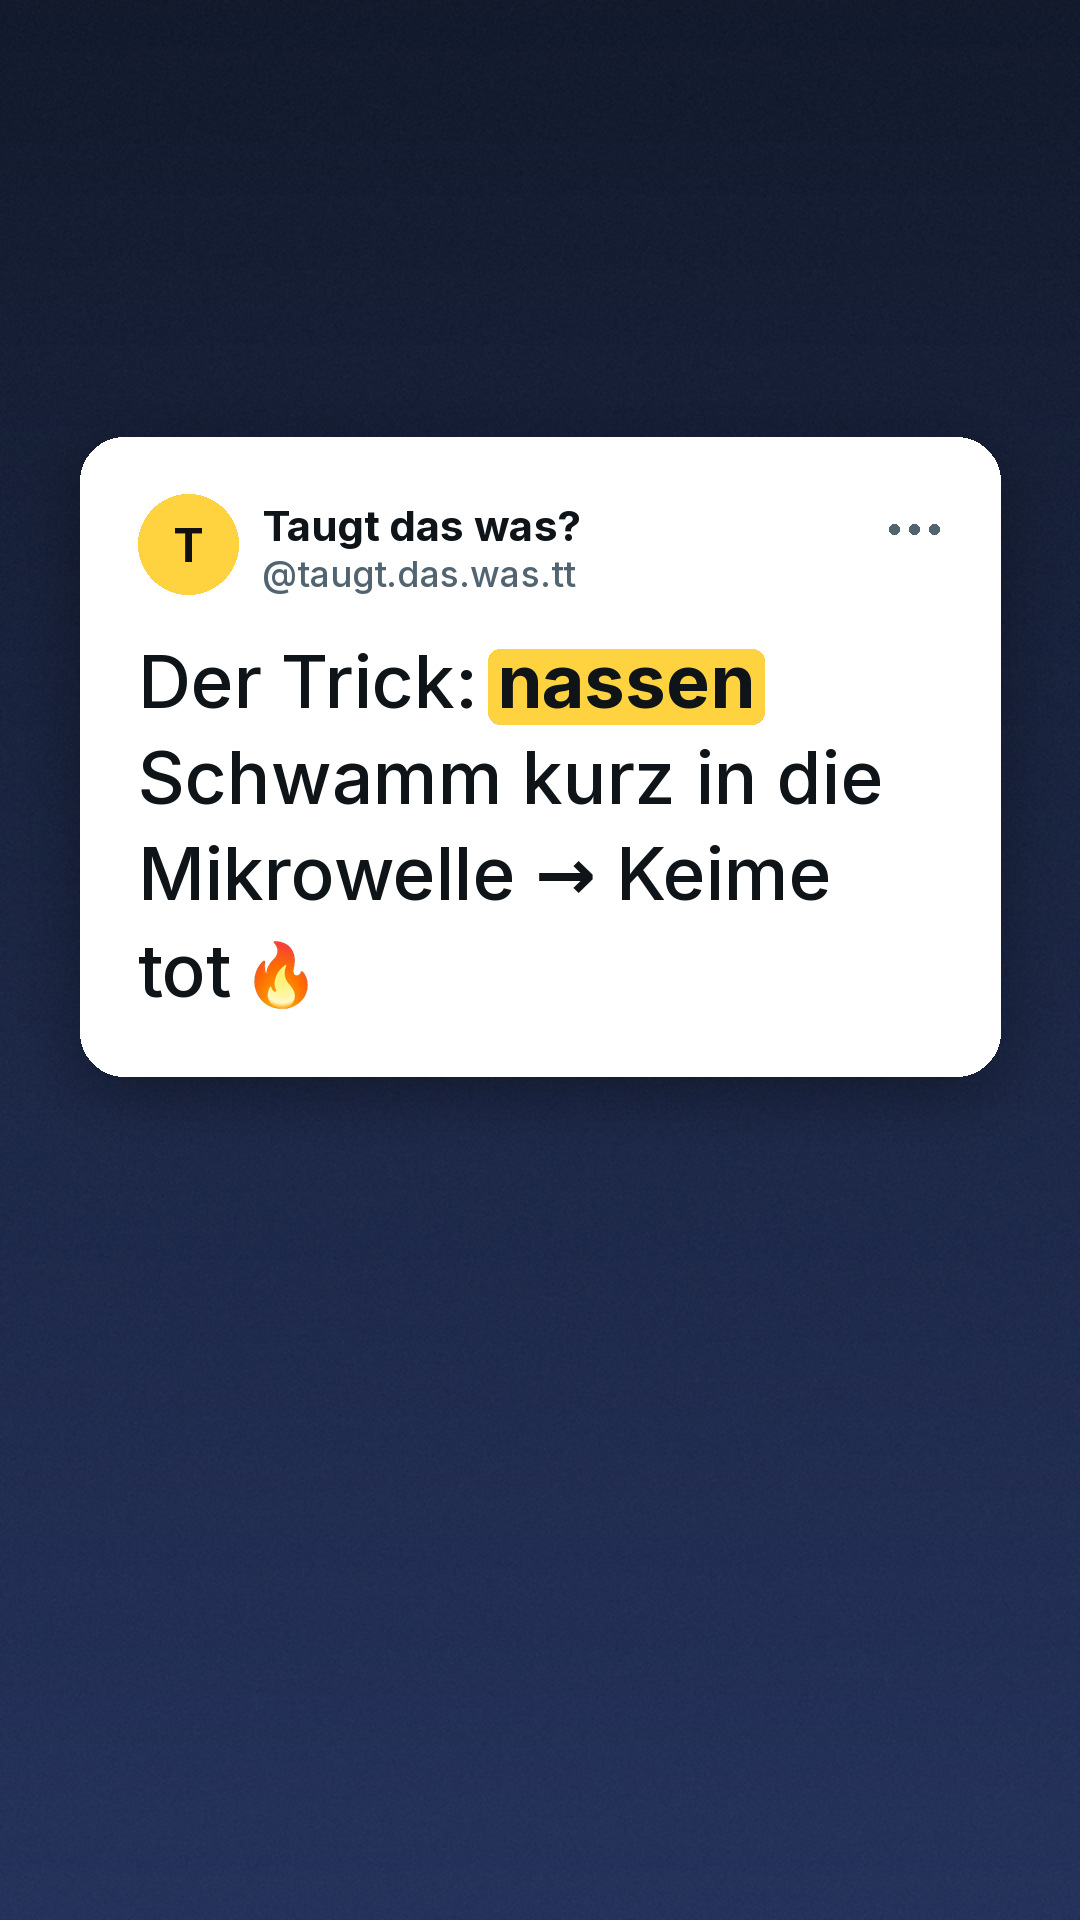 T
Taugt das was?
@taugt.das.was.tt
Der Trick: nassen
Schwamm kurz in die
Mikrowelle → Keime
tot 🔥